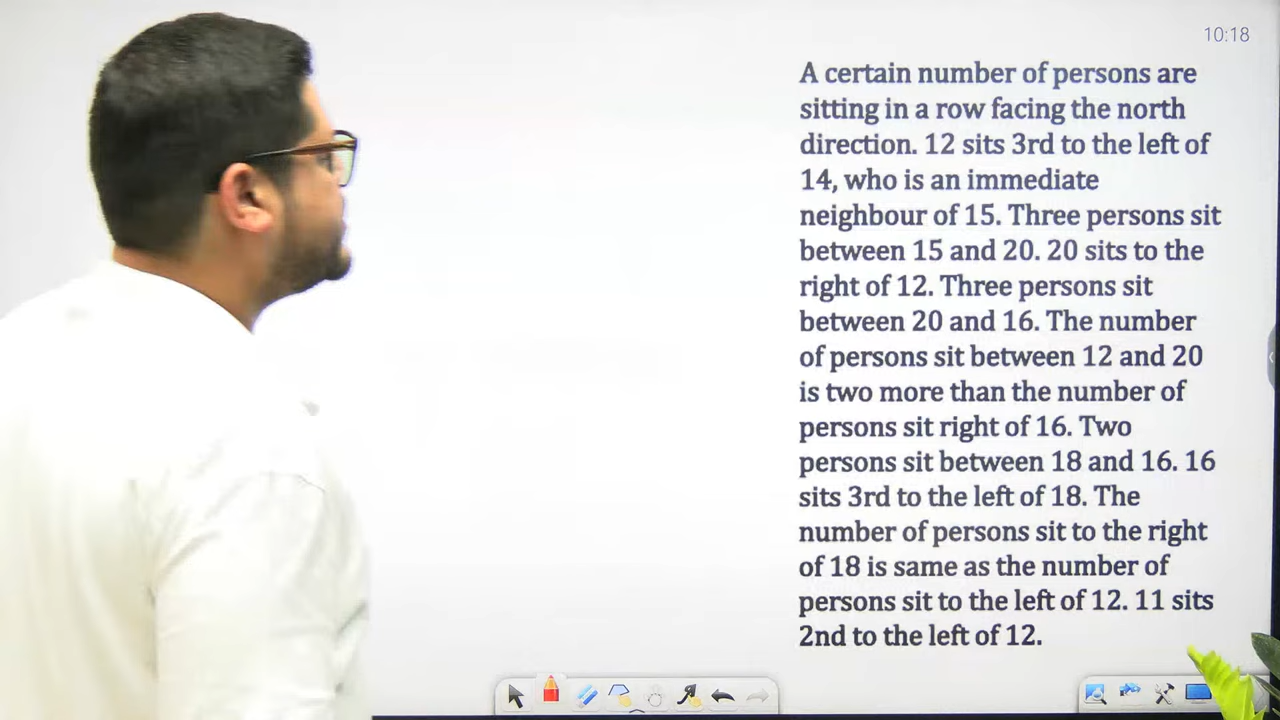 10:18
A certain number of persons are
sitting in a row facing the north
direction. 12 sits 3rd to the left of
14, who is an immediate
neighbour of 15. Three persons sit
between 15 and 20. 20 sits to the
right of 12. Three persons sit
between 20 and 16. The number
of persons sit between 12 and 20
is two more than the number of
persons sit right of 16. Two
persons sit between 18 and 16. 16
sits 3rd to the left of 18. The
number of persons sit to the right
of 18 is same as the number of
persons sit to the left of 12. 11 sits
2nd to the left of 12.